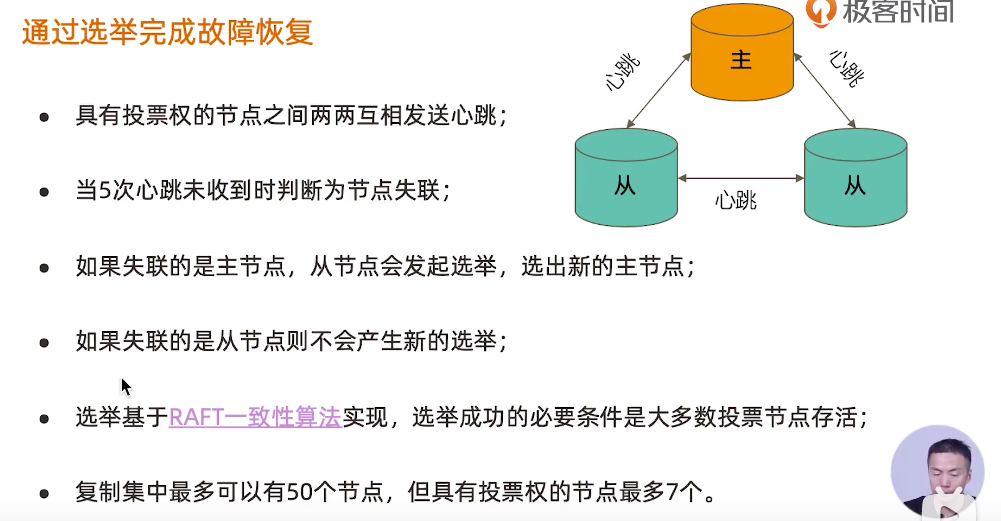 通过选举完成故障恢复
极客时间
主
心跳
心跳
从
从
心跳
具有投票权的节点之间两两互相发送心跳；
当5次心跳未收到时判断为节点失联；
如果失联的是主节点，从节点会发起选举，选出新的主节点；
如果失联的是从节点则不会产生新的选举；
选举基于RAFT一致性算法实现，选举成功的必要条件是大多数投票节点存活；
复制集中最多可以有50个节点，但具有投票权的节点最多7个。